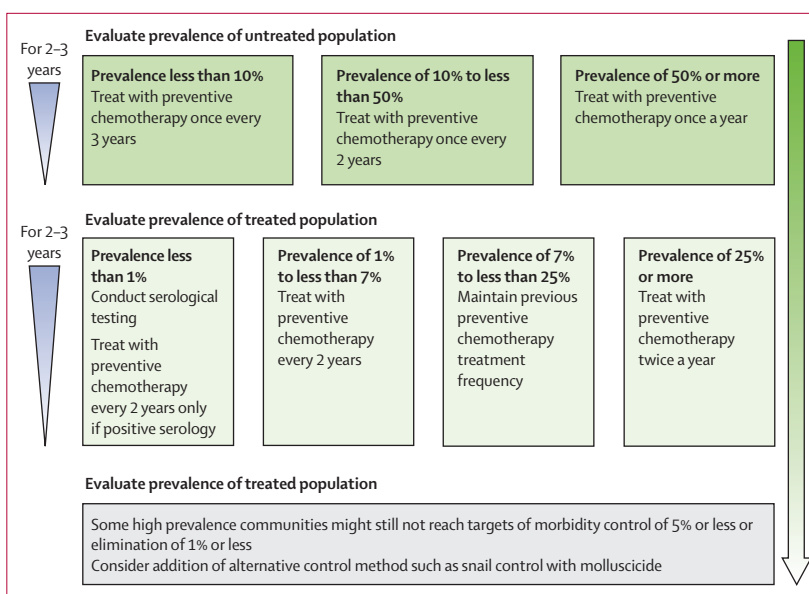 Evaluate prevalence of untreated population
For 2–3
years
Prevalence less than 10%
Treat with preventive
chemotherapy once every
3 years
Prevalence of 10% to less
than 50%
Treat with preventive
chemotherapy once every
2 years
Prevalence of 50% or more
Treat with preventive
chemotherapy once a year
Evaluate prevalence of treated population
For 2–3
years
Prevalence less
than 1%
Conduct serological
testing
Treat with
preventive
chemotherapy
every 2 years only
if positive serology
Prevalence of 1%
to less than 7%
Treat with
preventive
chemotherapy
every 2 years
Prevalence of 7%
to less than 25%
Maintain previous
preventive
chemotherapy
treatment
frequency
Prevalence of 25%
or more
Treat with
preventive
chemotherapy
twice a year
Evaluate prevalence of treated population
Some high prevalence communities might still not reach targets of morbidity control of 5% or less or
elimination of 1% or less
Consider addition of alternative control method such as snail control with molluscicide